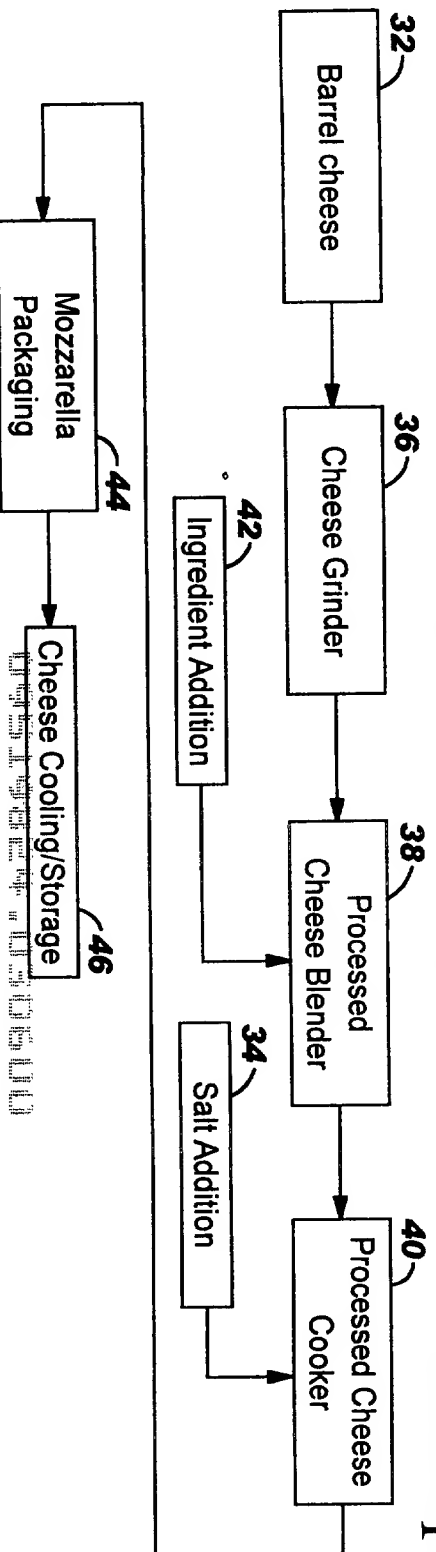 32
Barrel cheese
36
Cheese Grinder
38
Processed
Cheese Blender
40
Processed Cheese
Cooker
42
Ingredient Addition
34
Salt Addition
44
Mozzarella
Packaging
46
Cheese Cooling/Storage